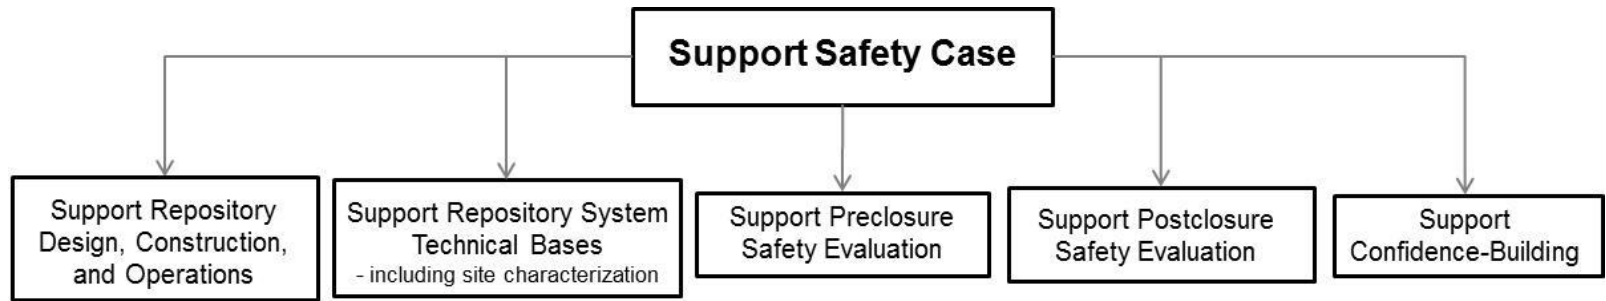 Support Safety Case
Support Repository
Design, Construction,
and Operations
Support Repository System
Technical Bases
- including site characterization
Support Preclosure
Safety Evaluation
Support Postclosure
Safety Evaluation
Support
Confidence-Building